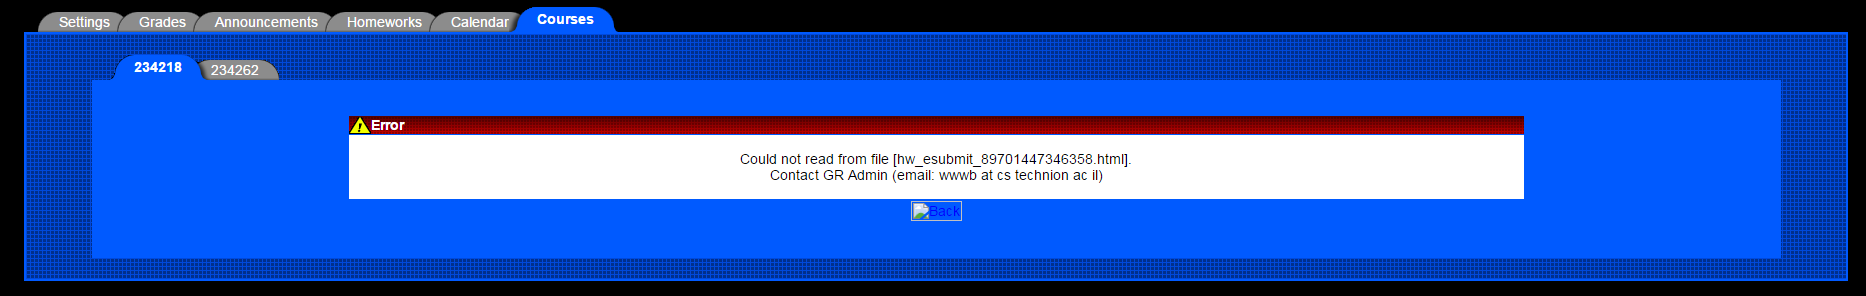 Settings Grades Announcements Homeworks Calendar Courses
234218 234262
Error
Could not read from file [hw_esubmit_89701447346358.html].
Contact GR Admin (email: wwwb at cs technion ac il)
Back